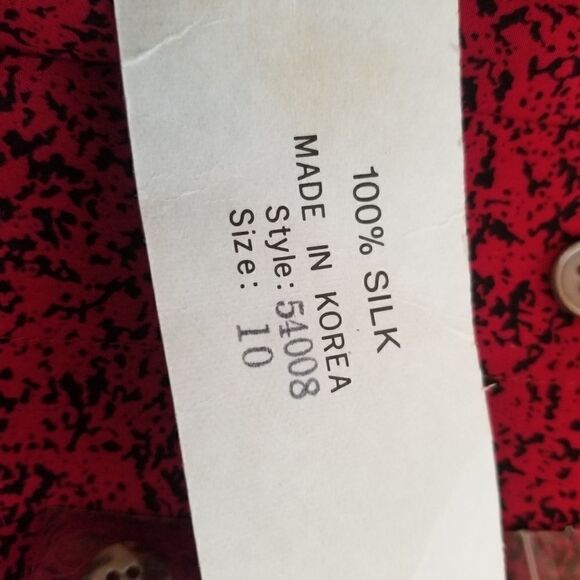 100% SILK
MADE IN KOREA
Style: 54008
Size: 10